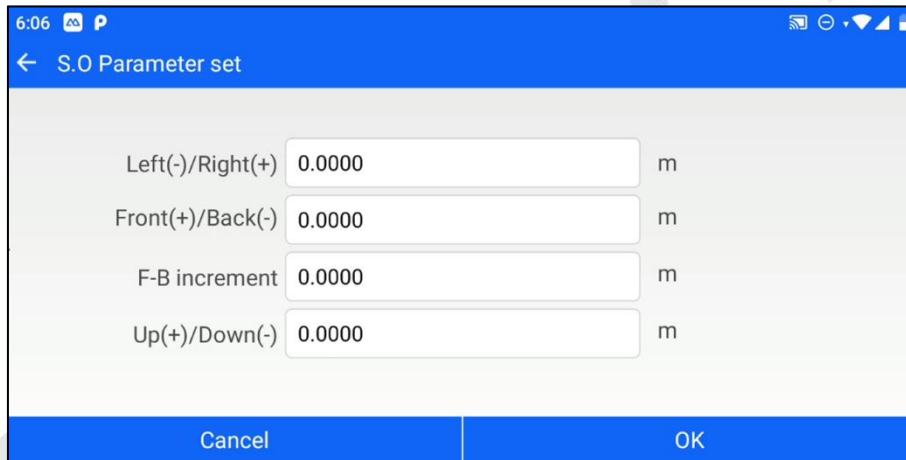 6:06 P
S.O Parameter set
Left(-)/Right(+) 0.0000 m
Front(+)/Back(-) 0.0000 m
F-B increment 0.0000 m
Up(+)/Down(-) 0.0000 m
Cancel OK